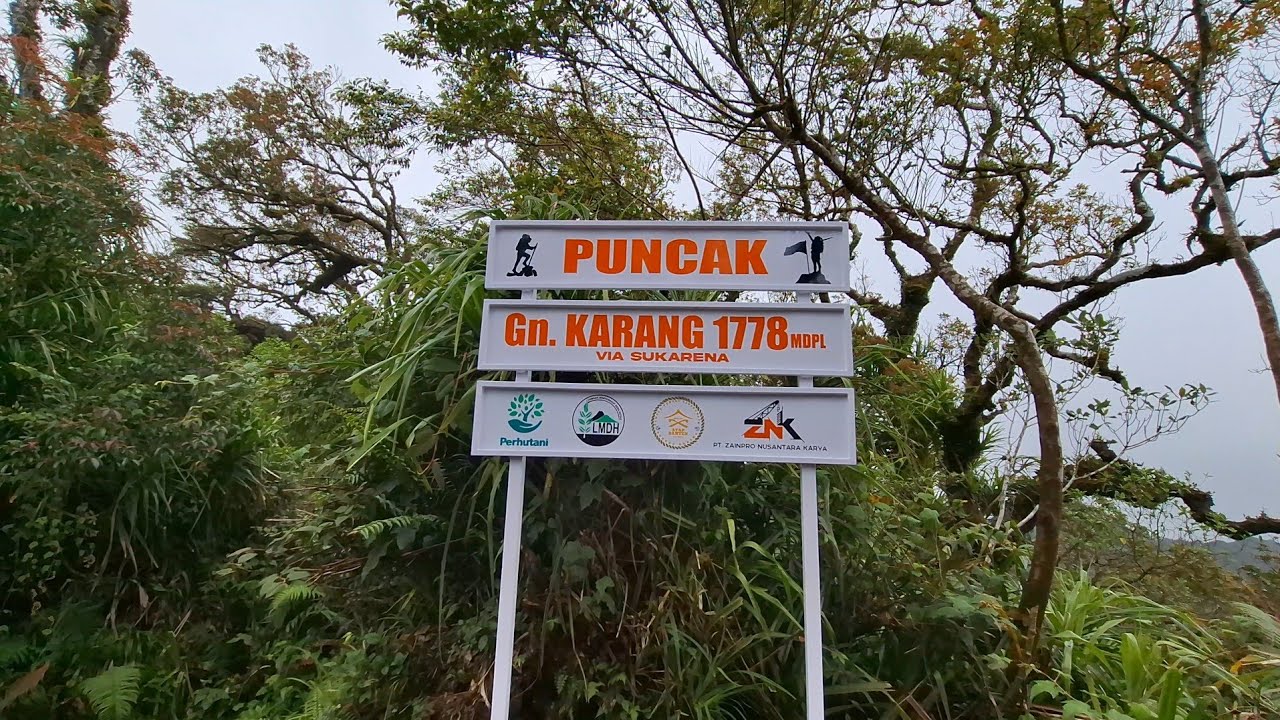 PUNCAK
Gn. KARANG 1778 MDPL
VIA SUKARENA
Perhutani
LMDH
ZNK
PT. ZAINPRO NUSANTARA KARYA